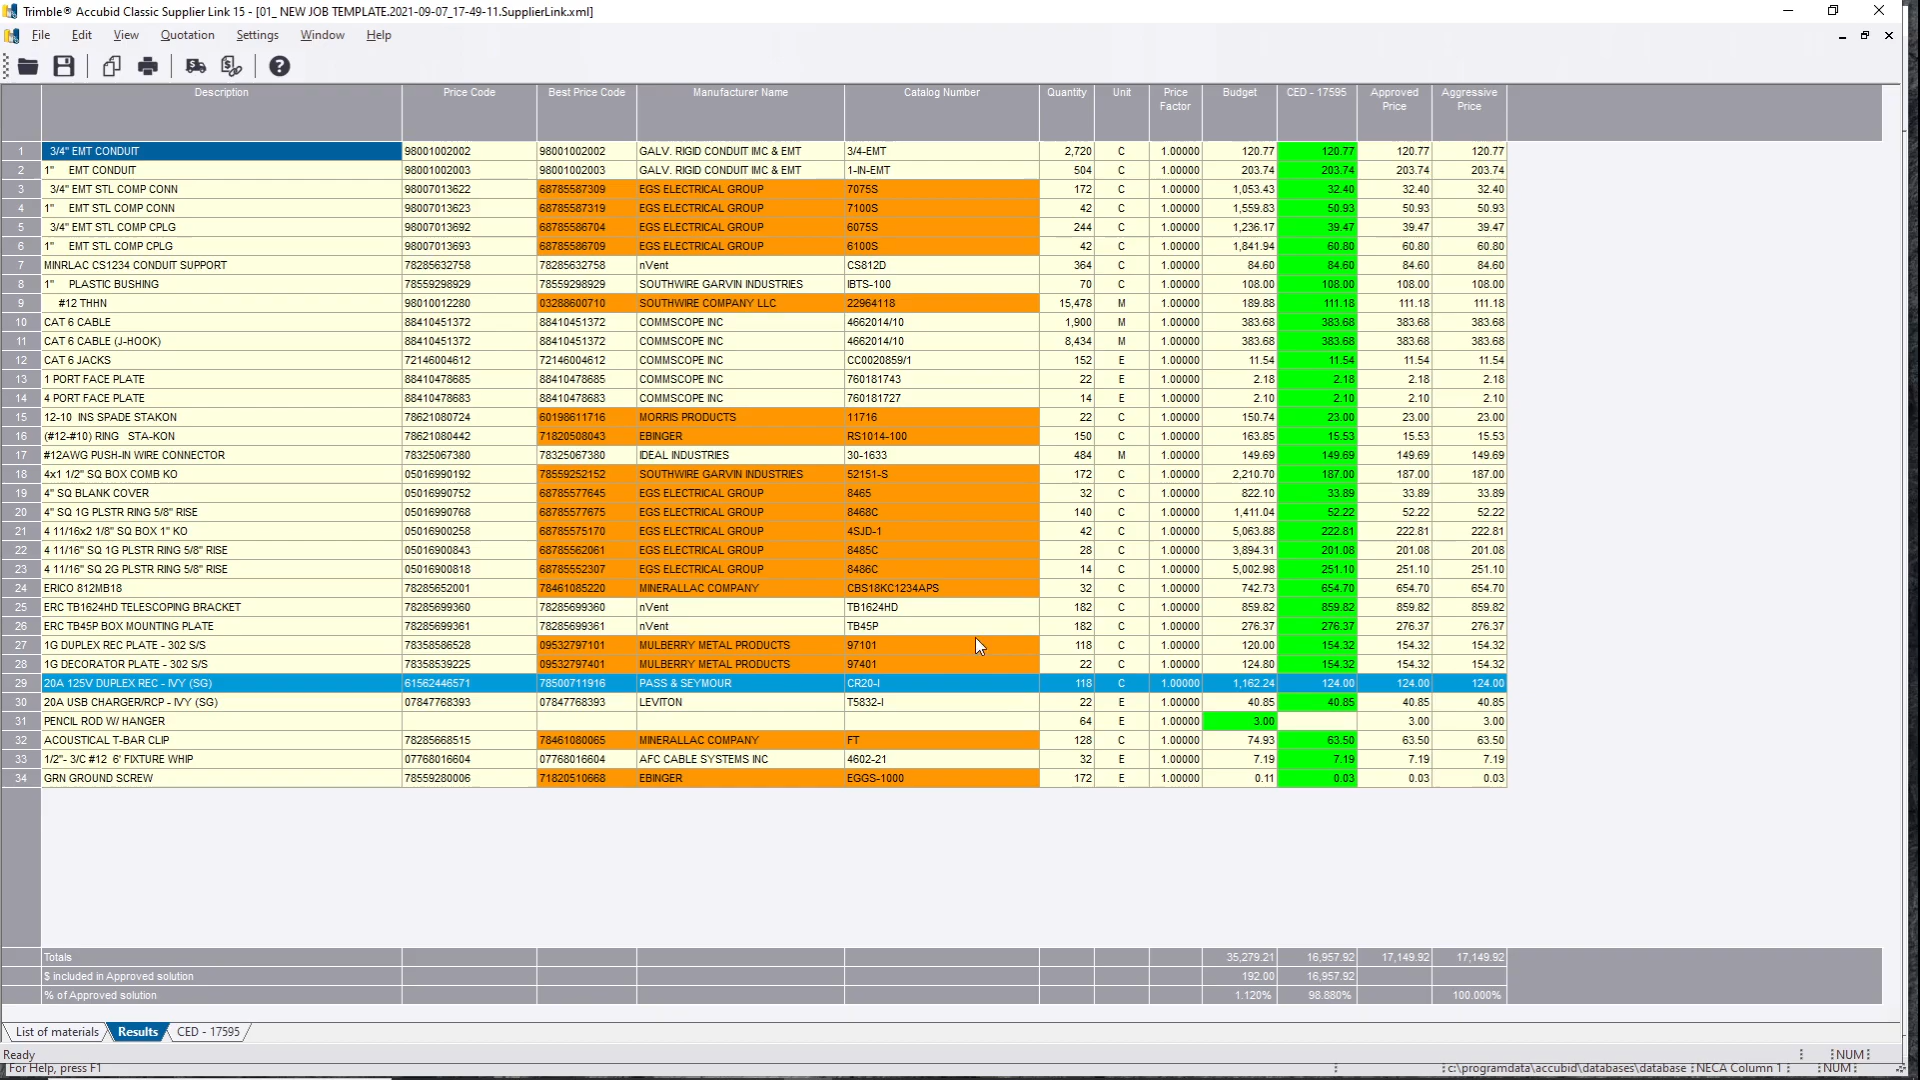 Trimble® Accubid Classic Supplier Link 15 - [01_ NEW JOB TEMPLATE.2021-09-07_17-49-11.SupplierLink.xml]
File Edit View Quotation Settings Window Help
Description Price Code Best Price Code Manufacturer Name Catalog Number Quantity Unit Price Factor Budget CED - 17595 Approved Price Aggressive Price
1 3/4" EMT CONDUIT 98001002002 98001002002 GALV. RIGID CONDUIT IMC & EMT 3/4-EMT 2,720 C 1.00000 120.77 120.77 120.77 120.77
2 1" EMT CONDUIT 98001002003 98001002003 GALV. RIGID CONDUIT IMC & EMT 1-IN-EMT 504 C 1.00000 203.74 203.74 203.74 203.74
3 3/4" EMT STL COMP CONN 98007013622 68785587309 EGS ELECTRICAL GROUP 7075S 172 C 1.00000 1,053.43 32.40 32.40 32.40
4 1" EMT STL COMP CONN 98007013623 68785587319 EGS ELECTRICAL GROUP 7100S 42 C 1.00000 1,559.83 50.93 50.93 50.93
5 3/4" EMT STL COMP CPLG 98007013692 68785586704 EGS ELECTRICAL GROUP 6075S 244 C 1.00000 1,236.17 39.47 39.47 39.47
6 1" EMT STL COMP CPLG 98007013693 68785586709 EGS ELECTRICAL GROUP 6100S 42 C 1.00000 1,841.94 60.80 60.80 60.80
7 MINRLAC CS1234 CONDUIT SUPPORT 78285632758 78285632758 nVent CS812D 364 C 1.00000 84.60 84.60 84.60 84.60
8 1" PLASTIC BUSHING 78559298929 78559298929 SOUTHWIRE GARVIN INDUSTRIES IBTS-100 70 C 1.00000 108.00 108.00 108.00 108.00
9 #12 THHN 98010012280 03288600710 SOUTHWIRE COMPANY LLC 22964118 15,478 M 1.00000 189.88 111.18 111.18 111.18
10 CAT 6 CABLE 88410451372 88410451372 COMMSCOPE INC 4662014/10 1,900 M 1.00000 383.68 383.68 383.68 383.68
11 CAT 6 CABLE (J-HOOK) 88410451372 88410451372 COMMSCOPE INC 4662014/10 8,434 M 1.00000 383.68 383.68 383.68 383.68
12 CAT 6 JACKS 72146004612 72146004612 COMMSCOPE INC CC0020859/1 152 E 1.00000 11.54 11.54 11.54 11.54
13 1 PORT FACE PLATE 88410478685 88410478685 COMMSCOPE INC 760181743 22 E 1.00000 2.18 2.18 2.18 2.18
14 4 PORT FACE PLATE 88410478683 88410478683 COMMSCOPE INC 760181727 14 E 1.00000 2.10 2.10 2.10 2.10
15 12-10 INS SPADE STAKON 78621080724 60198611716 MORRIS PRODUCTS 11716 22 C 1.00000 150.74 23.00 23.00 23.00
16 (#12-#10) RING STA-KON 78621080442 71820508043 EBINGER RS1014-100 150 C 1.00000 163.85 15.53 15.53 15.53
17 #12AWG PUSH-IN WIRE CONNECTOR 78325067380 78325067380 IDEAL INDUSTRIES 30-1633 484 M 1.00000 149.69 149.69 149.69 149.69
18 4x1 1/2" SQ BOX COMB KO 05016990192 78559252152 SOUTHWIRE GARVIN INDUSTRIES 52151-S 172 C 1.00000 2,210.70 187.00 187.00 187.00
19 4" SQ BLANK COVER 05016990752 68785577645 EGS ELECTRICAL GROUP 8465 32 C 1.00000 822.10 33.89 33.89 33.89
20 4" SQ 1G PLSTR RING 5/8" RISE 05016990768 68785577675 EGS ELECTRICAL GROUP 8468C 140 C 1.00000 1,411.04 52.22 52.22 52.22
21 4 11/16x2 1/8" SQ BOX 1" KO 05016900258 68785575170 EGS ELECTRICAL GROUP 4SJD-1 42 C 1.00000 5,063.88 222.81 222.81 222.81
22 4 11/16" SQ 1G PLSTR RING 5/8" RISE 05016900843 68785562061 EGS ELECTRICAL GROUP 8485C 28 C 1.00000 3,894.31 201.08 201.08 201.08
23 4 11/16" SQ 2G PLSTR RING 5/8" RISE 05016900818 68785552307 EGS ELECTRICAL GROUP 8486C 14 C 1.00000 5,002.98 251.10 251.10 251.10
24 ERICO 812MB18 78285652001 78461085220 MINERALLAC COMPANY CBS18KC1234APS 32 C 1.00000 742.73 654.70 654.70 654.70
25 ERC TB1624HD TELESCOPING BRACKET 78285699360 78285699360 nVent TB1624HD 182 C 1.00000 859.82 859.82 859.82 859.82
26 ERC TB45P BOX MOUNTING PLATE 78285699361 78285699361 nVent TB45P 182 C 1.00000 276.37 276.37 276.37 276.37
27 1G DUPLEX REC PLATE - 302 S/S 78358586528 09532797101 MULBERRY METAL PRODUCTS 97101 118 C 1.00000 120.00 154.32 154.32 154.32
28 1G DECORATOR PLATE - 302 S/S 78358539225 09532797401 MULBERRY METAL PRODUCTS 97401 22 C 1.00000 124.80 154.32 154.32 154.32
29 20A 125V DUPLEX REC - IVY (SG) 61562446571 78500711916 PASS & SEYMOUR CR20-I 118 C 1.00000 1,162.24 124.00 124.00 124.00
30 20A USB CHARGER/RCP - IVY (SG) 07847768393 07847768393 LEVITON T5832-I 22 E 1.00000 40.85 40.85 40.85 40.85
31 PENCIL ROD W/ HANGER 64 E 1.00000 3.00 3.00 3.00
32 ACOUSTICAL T-BAR CLIP 78285668515 78461080065 MINERALLAC COMPANY FT 128 C 1.00000 74.93 63.50 63.50 63.50
33 1/2"- 3/C #12 6' FIXTURE WHIP 07768016604 07768016604 AFC CABLE SYSTEMS INC 4602-21 32 E 1.00000 7.19 7.19 7.19 7.19
34 GRN GROUND SCREW 78559280006 71820510668 EBINGER EGGS-1000 172 E 1.00000 0.11 0.03 0.03 0.03
Totals 35,279.21 16,957.92 17,149.92 17,149.92
$ included in Approved solution 192.00 16,957.92
% of Approved solution 1.120% 98.880% 100.000%
List of materials Results CED - 17595
Ready NUM
For Help, press F1 c:\programdata\accubid\databases\database NECA Column 1 NUM